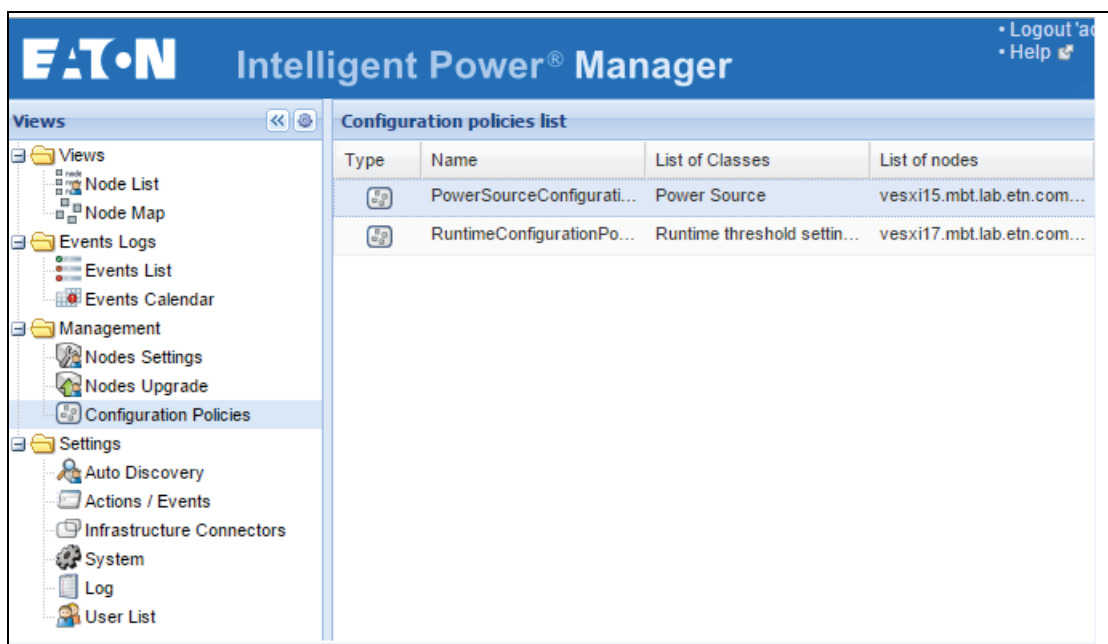 • Logout 'ad
EATON Intelligent Power® Manager
• Help
Views
Configuration policies list
Views
Type Name List of Classes List of nodes
Node List
PowerSourceConfigurati... Power Source vesxi15.mbt.lab.etn.com...
Node Map
Events Logs
RuntimeConfigurationPo... Runtime threshold settin... vesxi17.mbt.lab.etn.com...
Events List
Events Calendar
Management
Nodes Settings
Nodes Upgrade
Configuration Policies
Settings
Auto Discovery
Actions / Events
Infrastructure Connectors
System
Log
User List